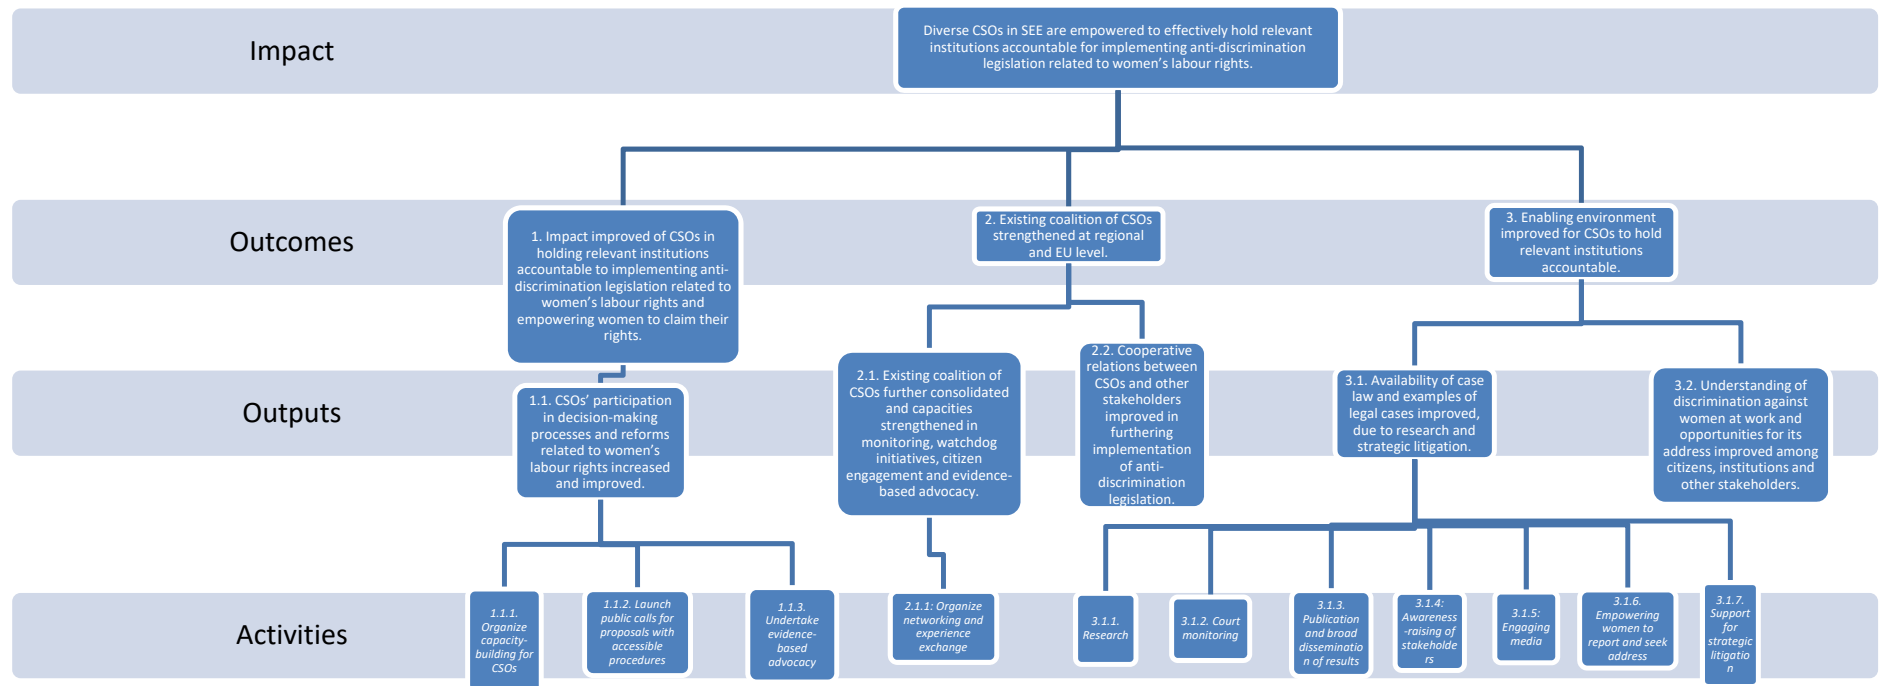 Impact
Diverse CSOs in SEE are empowered to effectively hold relevant
institutions accountable for implementing anti-discrimination
legislation related to women's labour rights.
Outcomes
1. Impact improved of CSOs in
holding relevant institutions
accountable to implementing anti-
discrimination legislation related to
women's labour rights and
empowering women to claim their
rights.
2. Existing coalition of CSOs
strengthened at regional
and EU level.
3. Enabling environment
improved for CSOs to hold
relevant institutions
accountable.
Outputs
1.1. CSOs' participation
in decision-making
processes and reforms
related to women's
labour rights increased
and improved.
2.1. Existing coalition of
CSOs further consolidated
and capacities
strengthened in
monitoring, watchdog
initiatives, citizen
engagement and evidence-
based advocacy.
2.2. Cooperative
relations between
CSOs and other
stakeholders
improved in
furthering
implementation
of anti-
discrimination
legislation.
3.1. Availability of case
law and examples of
legal cases improved,
due to research and
strategic litigation.
3.2. Understanding of
discrimination against
women at work and
opportunities for its
address improved among
citizens, institutions and
other stakeholders.
Activities
1.1.1.
Organize
capacity-
building for
CSOs
1.1.2. Launch
public calls for
proposals with
accessible
procedures
1.1.3.
Undertake
evidence-
based
advocacy
2.1.1: Organize
networking and
experience
exchange
3.1.1.
Research
3.1.2. Court
monitoring
3.1.3.
Publication
and broad
disseminatio
n of results
3.1.4:
Awareness
-raising of
stakeholde
rs
3.1.5:
Engaging
media
3.1.6.
Empowering
women to
report and seek
address
3.1.7.
Support
for
strategic
litigatio
n